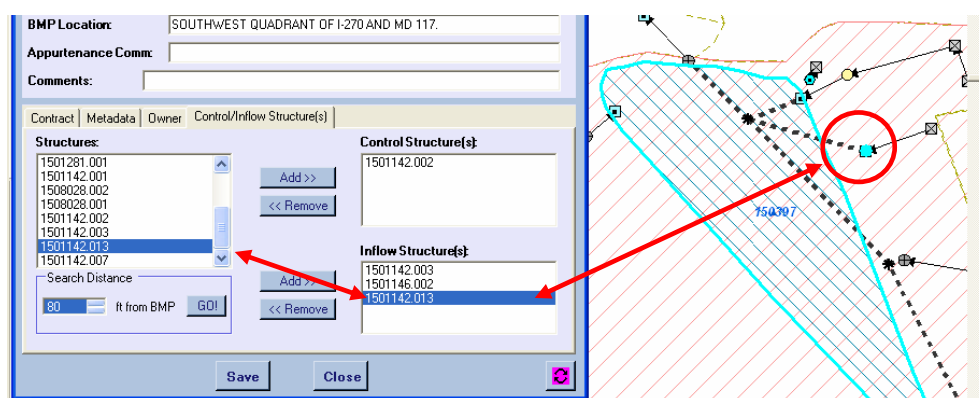 BMP Location: SOUTHWEST QUADRANT OF I-270 AND MD 117.
Appurtenance Comm:
Comments:
Contract Metadata Owner Control/Inflow Structure(s)
Structures:
1501281.001
1501142.001
1508028.002
1508028.001
1501142.002
1501142.003
1501142.013
1501142.007
Add >>
<< Remove
Control Structure(s):
1501142.002
Search Distance
80 ft from BMP GO!
Add >>
<< Remove
Inflow Structure(s):
1501142.003
1501146.002
1501142.013
Save Close
150397